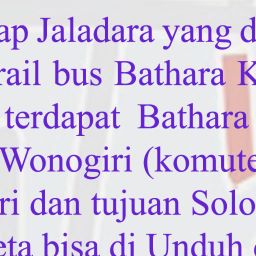 ap Jaladara yang d
rail bus Bathara K
terdapat Bathara
Wonogiri (komute
ri dan tujuan Solo
eta bisa di Unduh